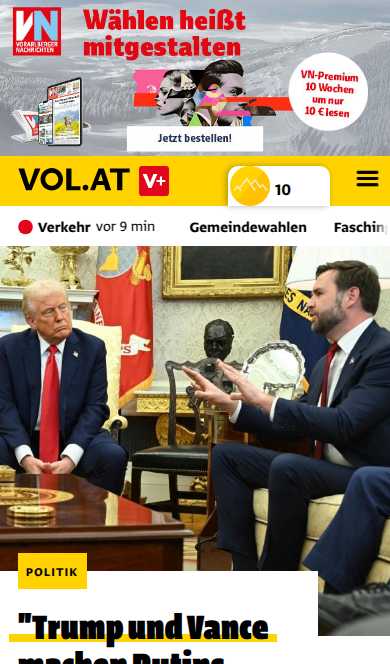 Wählen heißt
mitgestalten
VN
VORARLBERGER
NACHRICHTEN
VN-Premium
10 Wochen
um nur
10 € lesen
Jetzt bestellen!
VOL.AT V+
10
Verkehr vor 9 min Gemeindewahlen Fasching
POLITIK
"Trump und Vance
machen Putins